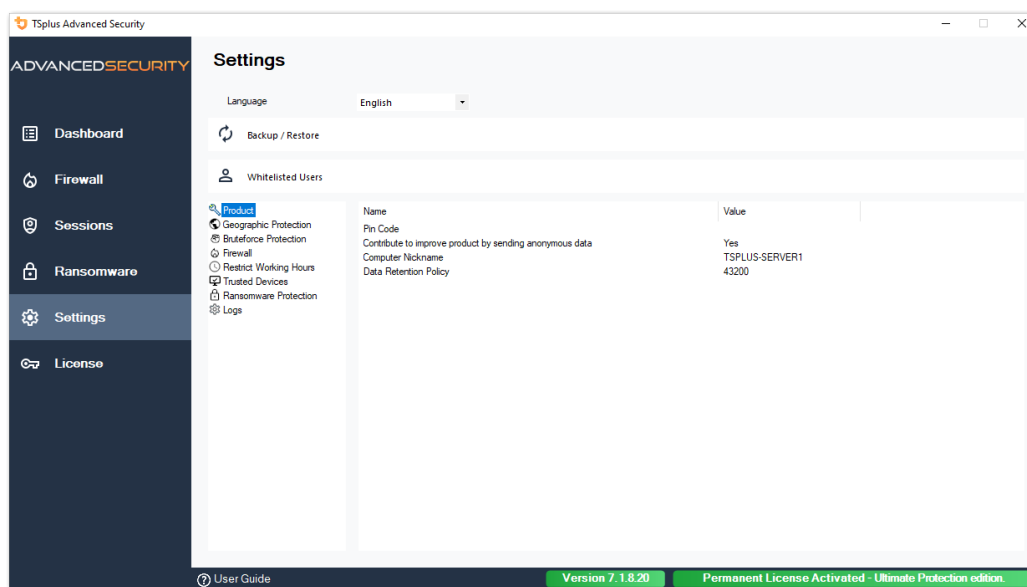 TSplus Advanced Security
ADVANCEDSECURITY
Dashboard
Firewall
Sessions
Ransomware
Settings
License
Settings
Language
English
Backup / Restore
Whitelisted Users
Product
Geographic Protection
Bruteforce Protection
Firewall
Restrict Working Hours
Trusted Devices
Ransomware Protection
Logs
Name Value
Pin Code
Contribute to improve product by sending anonymous data Yes
Computer Nickname TSPLUS-SERVER1
Data Retention Policy 43200
User Guide
Version 7.1.8.20
Permanent License Activated - Ultimate Protection edition.